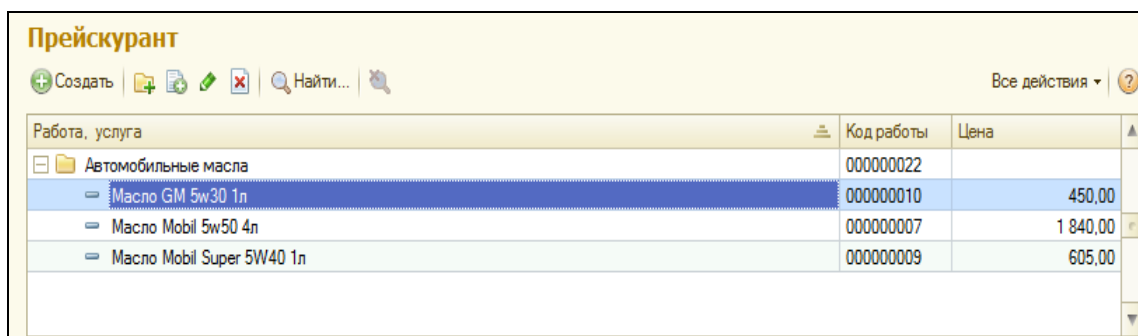 Прейскурант
Создать Найти... Все действия ?
Работа, услуга Код работы Цена
Автомобильные масла 000000022
Масло GM 5w30 1л 000000010 450,00
Масло Mobil 5w50 4л 000000007 1 840,00
Масло Mobil Super 5W40 1л 000000009 605,00